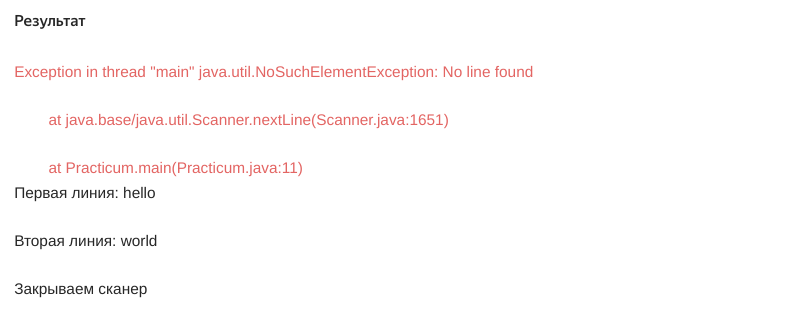 Результат
Exception in thread "main" java.util.NoSuchElementException: No line found
at java.base/java.util.Scanner.nextLine(Scanner.java:1651)
at Practicum.main(Practicum.java:11)
Первая линия: hello
Вторая линия: world
Закрываем сканер